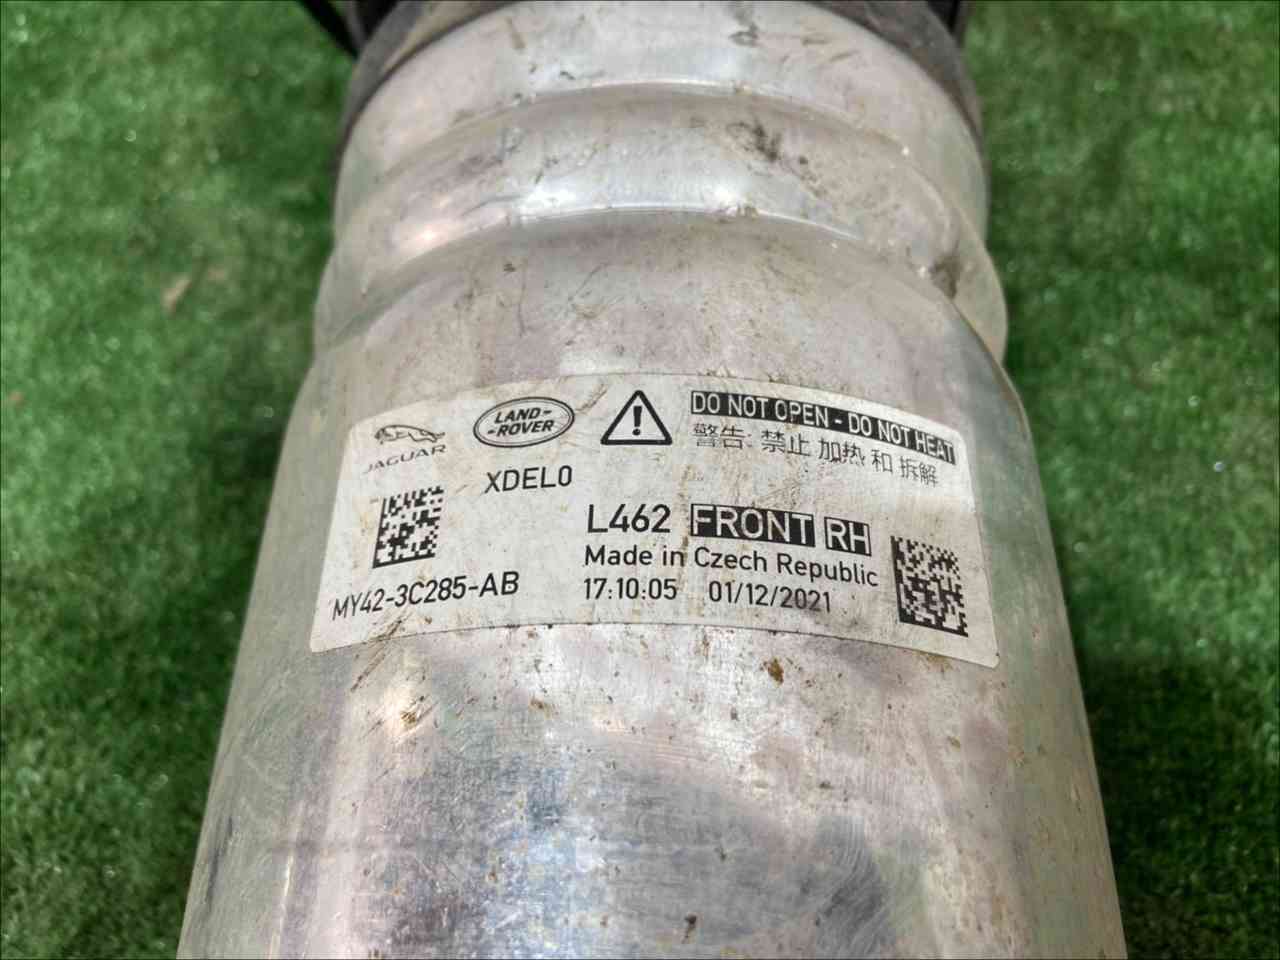 JAGUAR
LAND-
-ROVER
DO NOT OPEN - DO NOT HEAT
警告: 禁止 加热 和 拆解
XDEL0
L462 FRONT RH
Made in Czech Republic
17:10:05 01/12/2021
MY42-3C285-AB